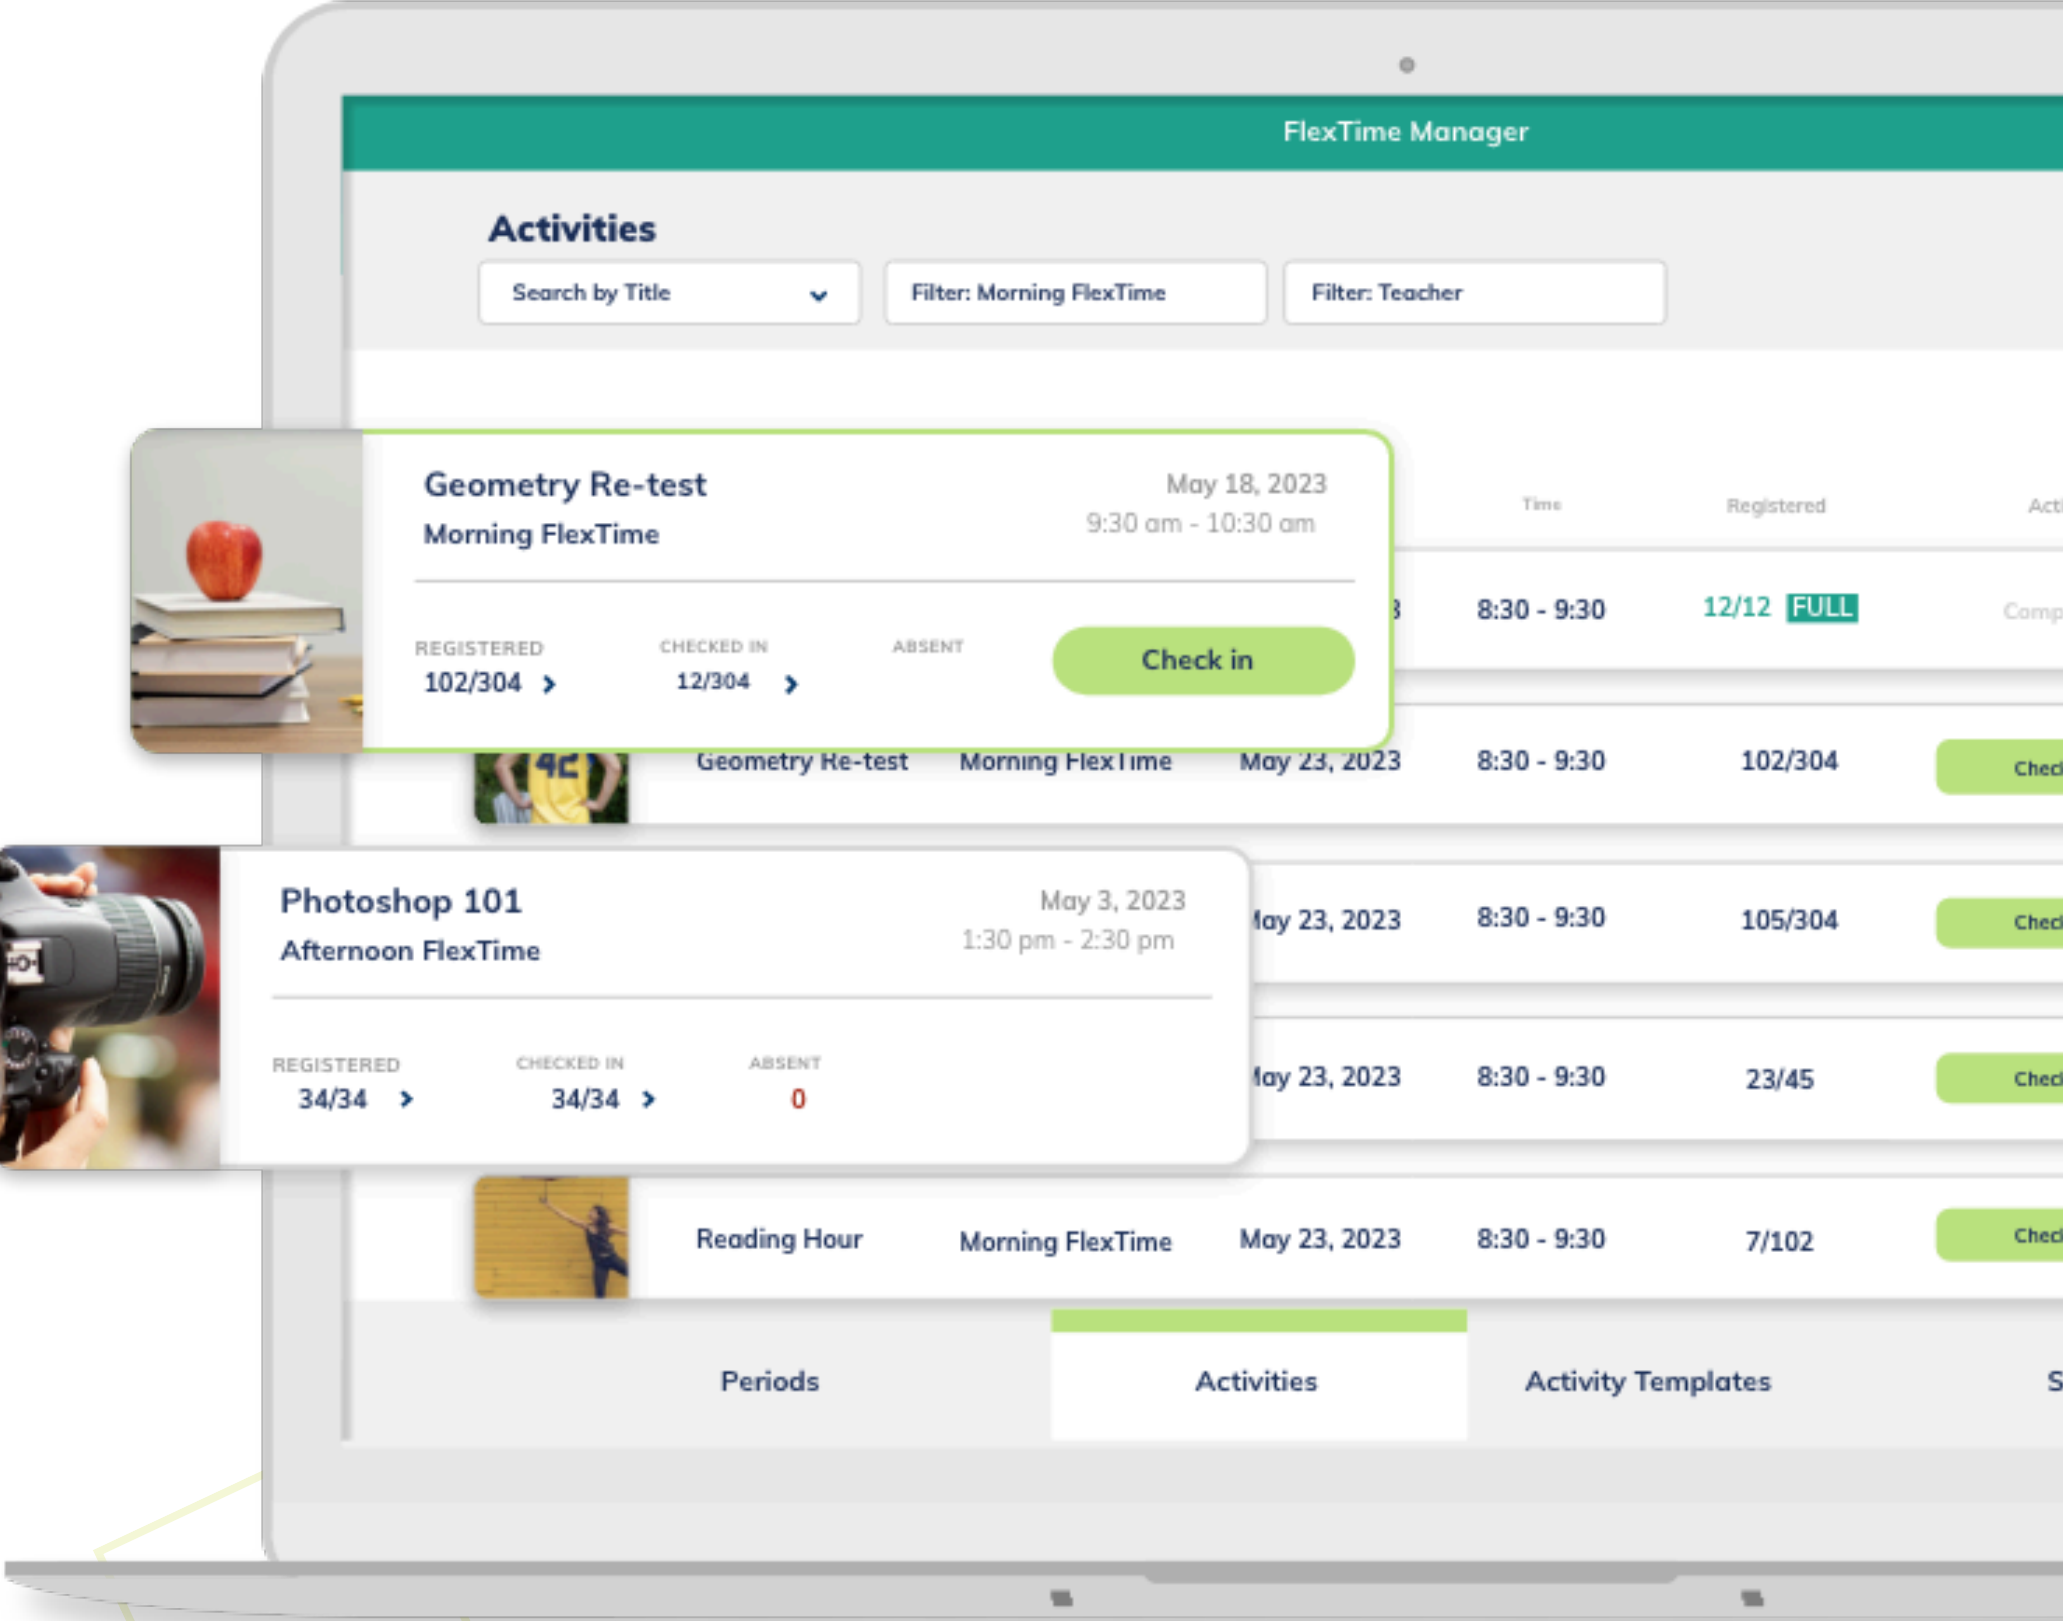 FlexTime Manager
Activities
Search by Title
Filter: Morning FlexTime
Filter: Teacher
Time
Registered
Geometry Re-test
May 18, 2023
Morning FlexTime
9:30 am - 10:30 am
REGISTERED
CHECKED IN
ABSENT
102/304
12/304
Check in
8:30 - 9:30
12/12 FULL
42
Geometry Re-test Morning FlexTime May 23, 2023 8:30 - 9:30 102/304
Photoshop 101
May 3, 2023
Afternoon FlexTime
1:30 pm - 2:30 pm
REGISTERED
CHECKED IN
ABSENT
34/34
34/34
0
May 23, 2023 8:30 - 9:30 105/304
May 23, 2023 8:30 - 9:30 23/45
Reading Hour Morning FlexTime May 23, 2023 8:30 - 9:30 7/102
Periods
Activities
Activity Templates